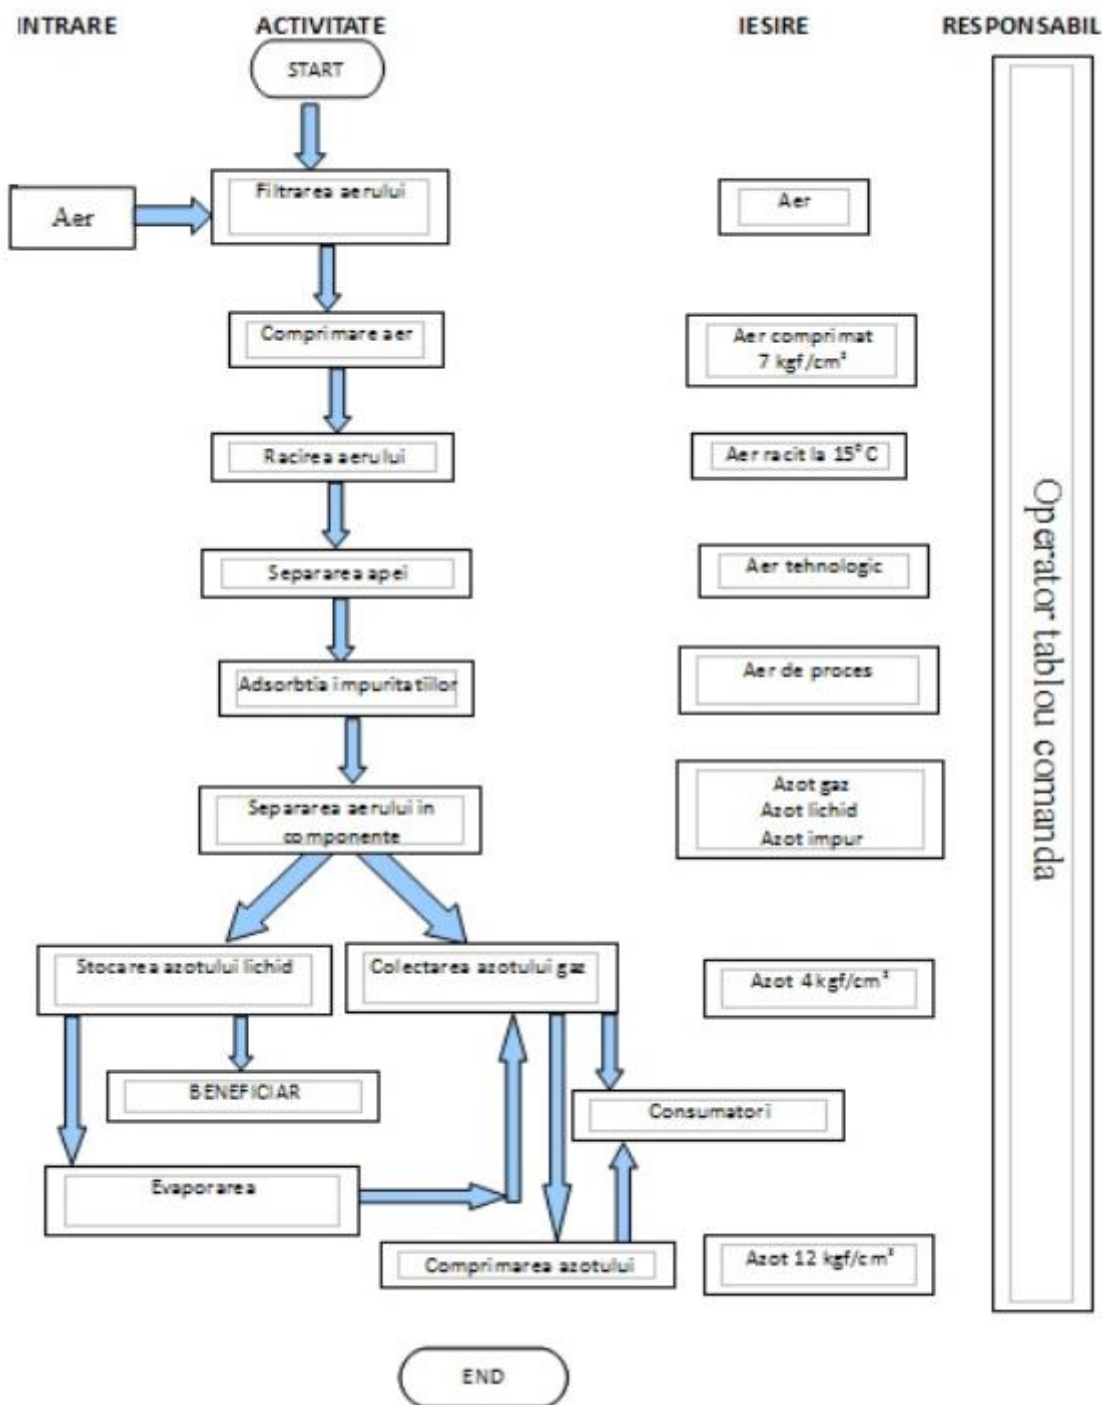 INTRARE
ACTIVITATE
IESIRE
RESPONSABIL
START
Aer
Filtrarea aerului
Aer
Comprimare aer
Aer comprimat
7 kgf/cm²
Racirea aerului
Aer racit la 15⁰ C
Separarea apei
Aer tehnologic
Adsorbtia impuritatiilor
Aer de proces
Separarea aerului in
componente
Azot gaz
Azot lichid
Azot impur
Operator tablou comanda
Stocarea azotului lichid
Colectarea azotului gaz
Azot 4 kgf/cm²
BENEFICIAR
Consumatori
Evaporarea
Comprimarea azotului
Azot 12 kgf/cm²
END